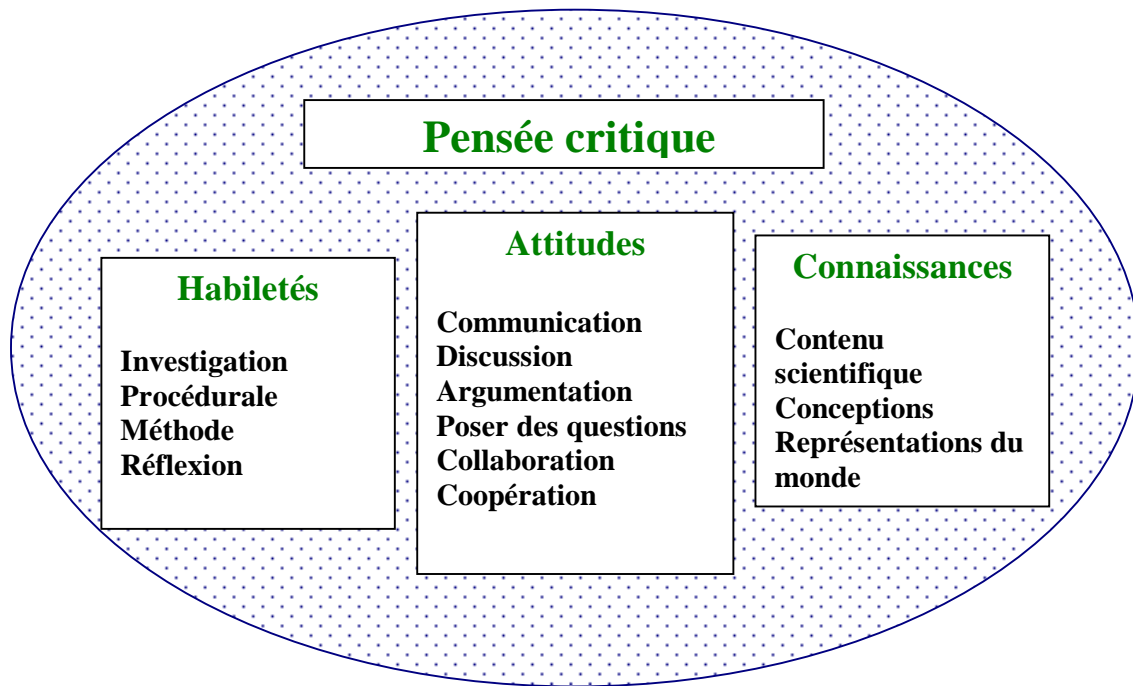 Pensée critique
Habiletés
Investigation
Procédurale
Méthode
Réflexion
Attitudes
Communication
Discussion
Argumentation
Poser des questions
Collaboration
Coopération
Connaissances
Contenu
scientifique
Conceptions
Représentations du
monde